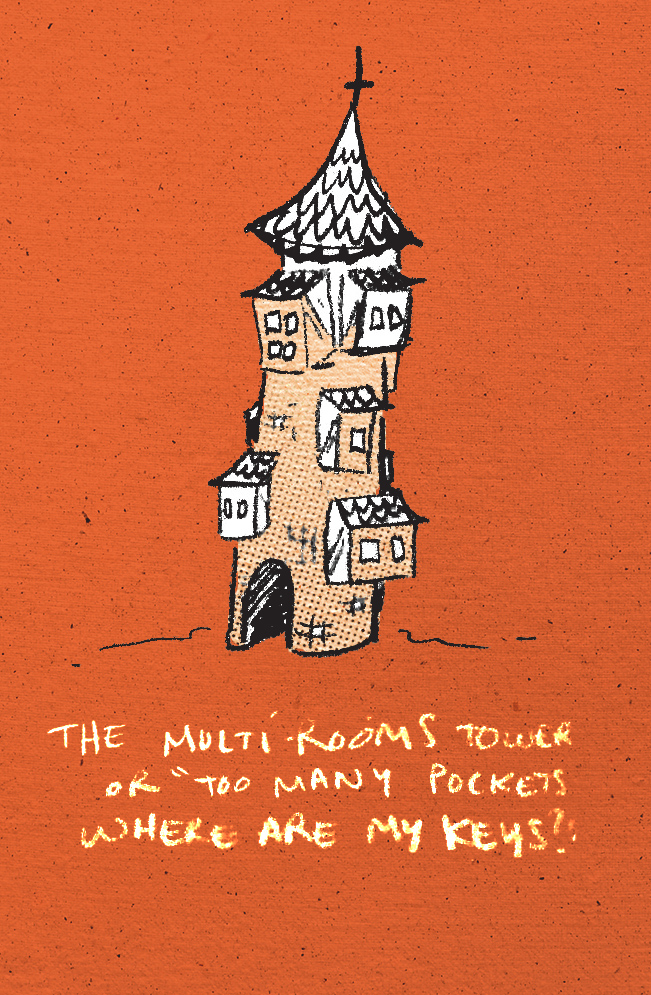 THE MULTI-ROOMS TOWER
OR "TOO MANY POCKETS
WHERE ARE MY KEYS?!